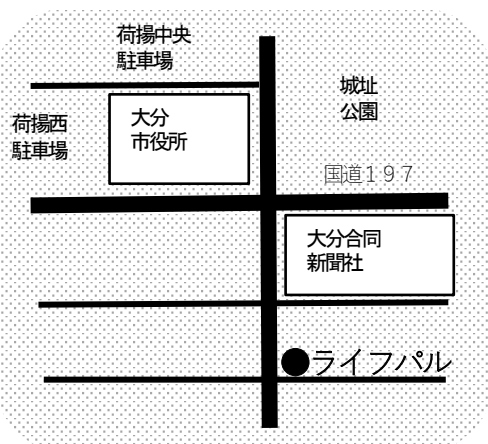 荷揚中央
駐車場
城址
公園
荷揚西
駐車場
大分
市役所
国道197
大分合同
新聞社
●ライフパル